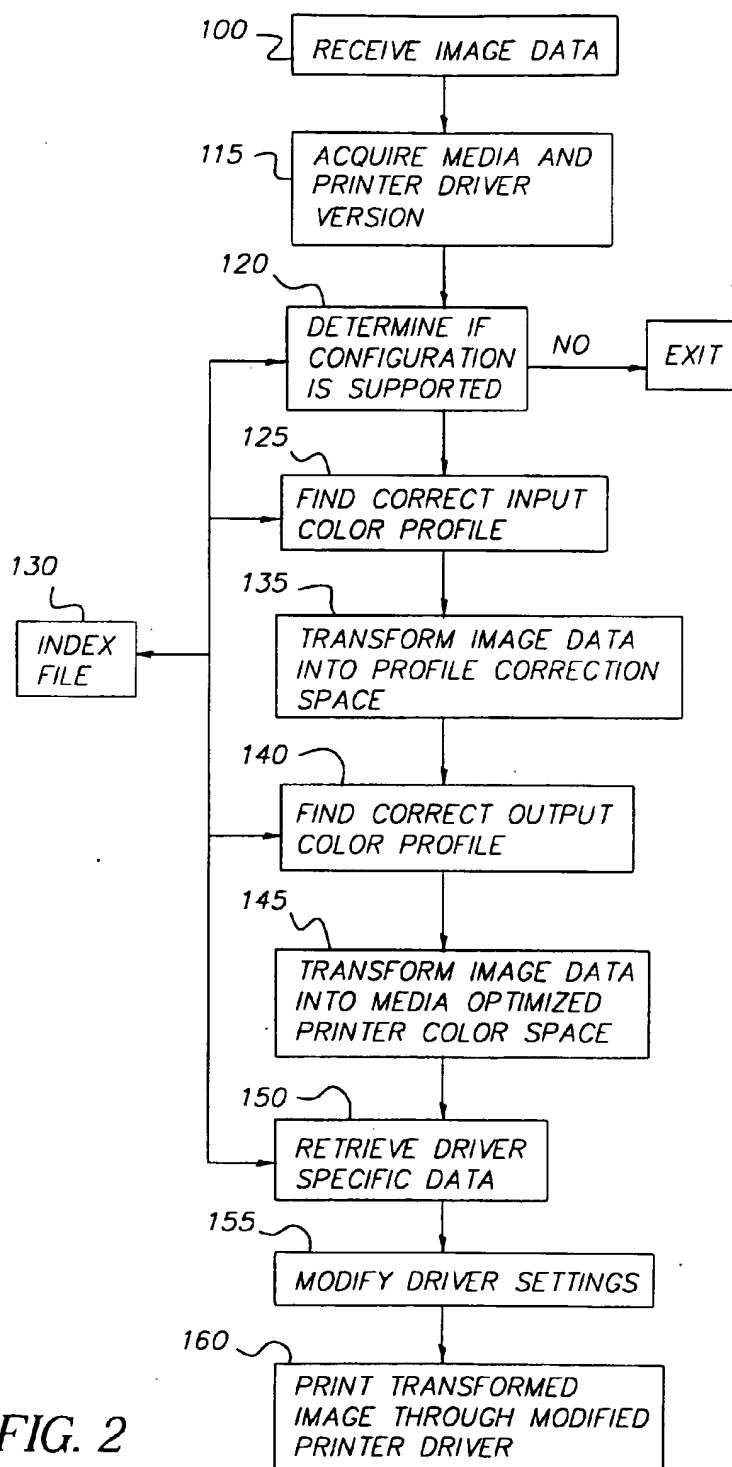 100
RECEIVE IMAGE DATA
115
ACQUIRE MEDIA AND
PRINTER DRIVER
VERSION
120
DETERMINE IF
CONFIGURATION
IS SUPPORTED
NO
EXIT
125
FIND CORRECT INPUT
COLOR PROFILE
130
INDEX
FILE
135
TRANSFORM IMAGE DATA
INTO PROFILE CORRECTION
SPACE
140
FIND CORRECT OUTPUT
COLOR PROFILE
145
TRANSFORM IMAGE DATA
INTO MEDIA OPTIMIZED
PRINTER COLOR SPACE
150
RETRIEVE DRIVER
SPECIFIC DATA
155
MODIFY DRIVER SETTINGS
160
PRINT TRANSFORMED
IMAGE THROUGH MODIFIED
PRINTER DRIVER
FIG. 2